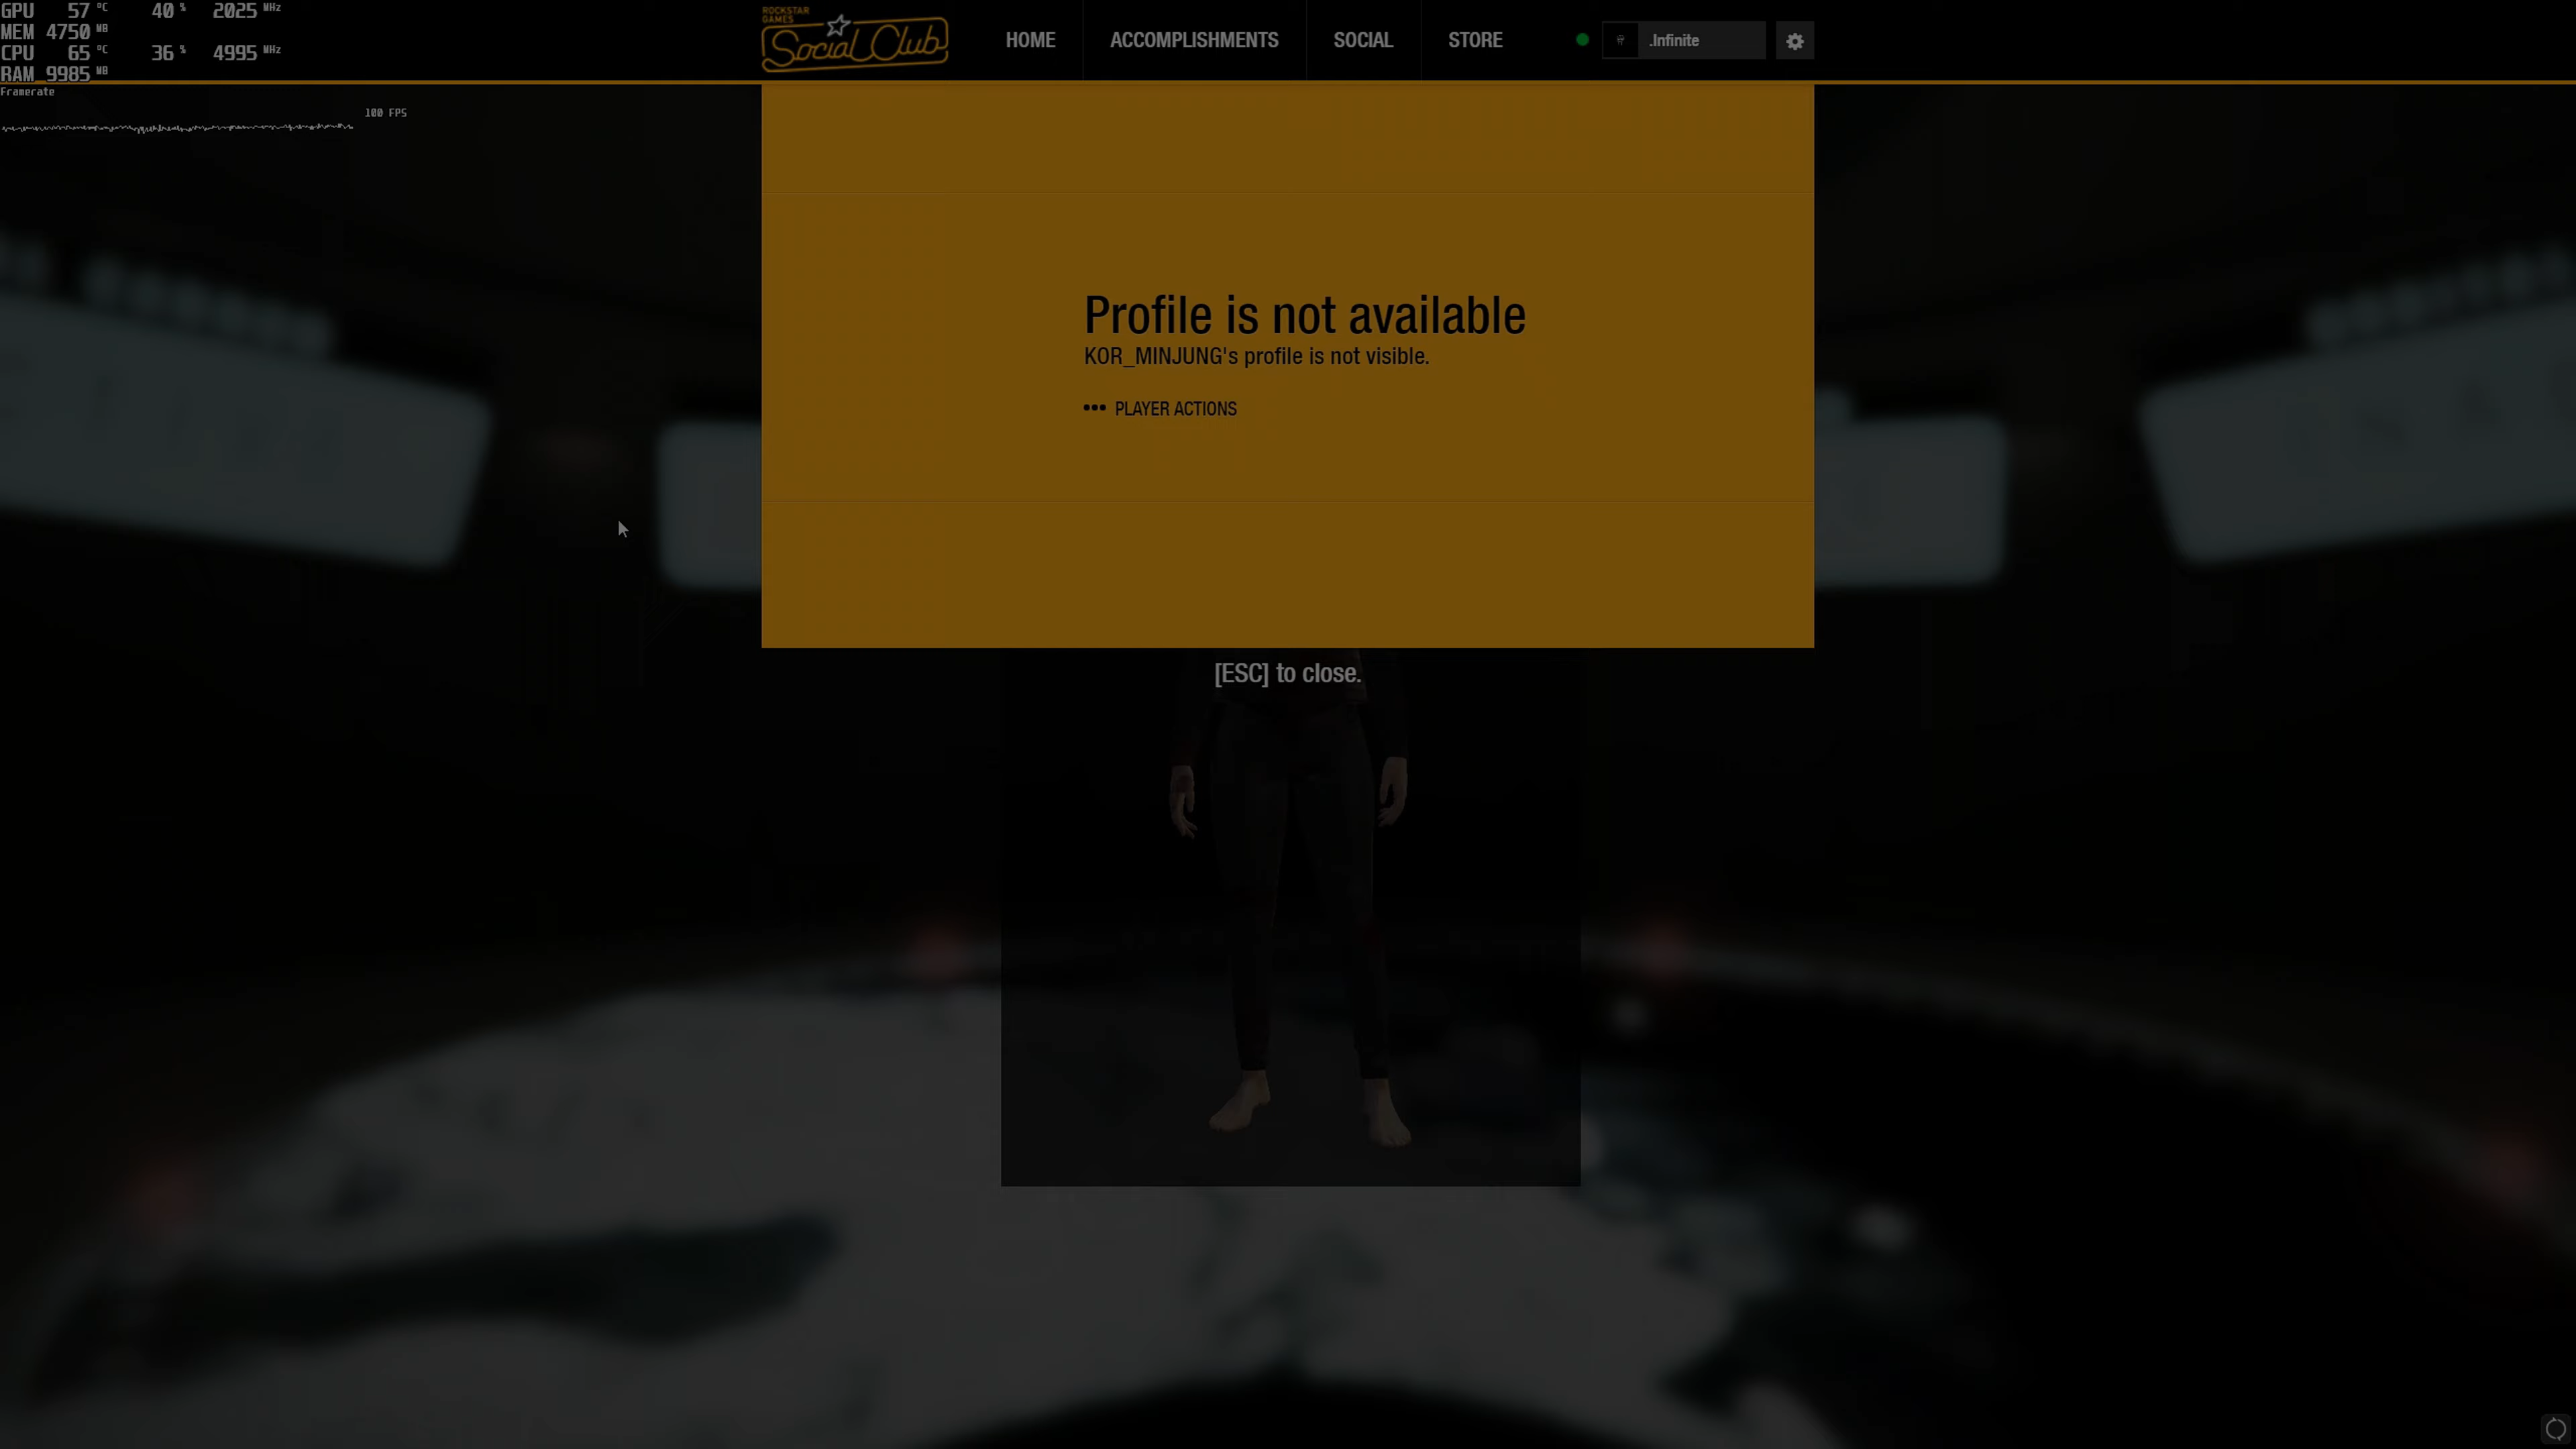 GPU 57 °C 40 % 2025 MHz
MEM 4750 MB
CPU 65 °C 36 % 4995 MHz
RAM 9985 MB
Framerate
100 FPS
ROCKSTAR
GAMES
Social Club
HOME
ACCOMPLISHMENTS
SOCIAL
STORE
.Infinite
Profile is not available
KOR_MINJUNG's profile is not visible.
••• PLAYER ACTIONS
[ESC] to close.